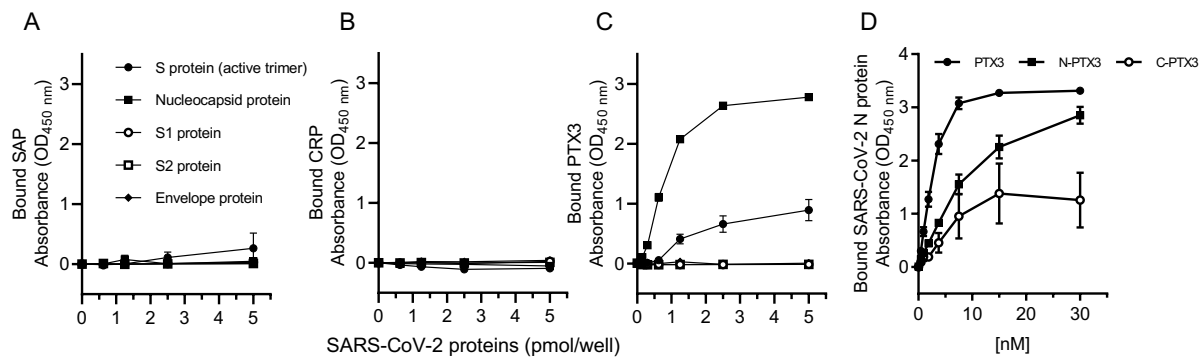 A
Bound SAP
Absorbance (OD450 nm)
3
2
1
0
0 1 2 3 4 5
S protein (active trimer)
Nucleocapsid protein
S1 protein
S2 protein
Envelope protein
B
Bound CRP
Absorbance (OD450 nm)
3
2
1
0
0 1 2 3 4 5
C
Bound PTX3
Absorbance (OD450 nm)
3
2
1
0
0 1 2 3 4 5
SARS-CoV-2 proteins (pmol/well)
D
Bound SARS-CoV-2 N protein
Absorbance (OD450 nm)
4
3
2
1
0
PTX3 N-PTX3 C-PTX3
0 10 20 30
[nM]